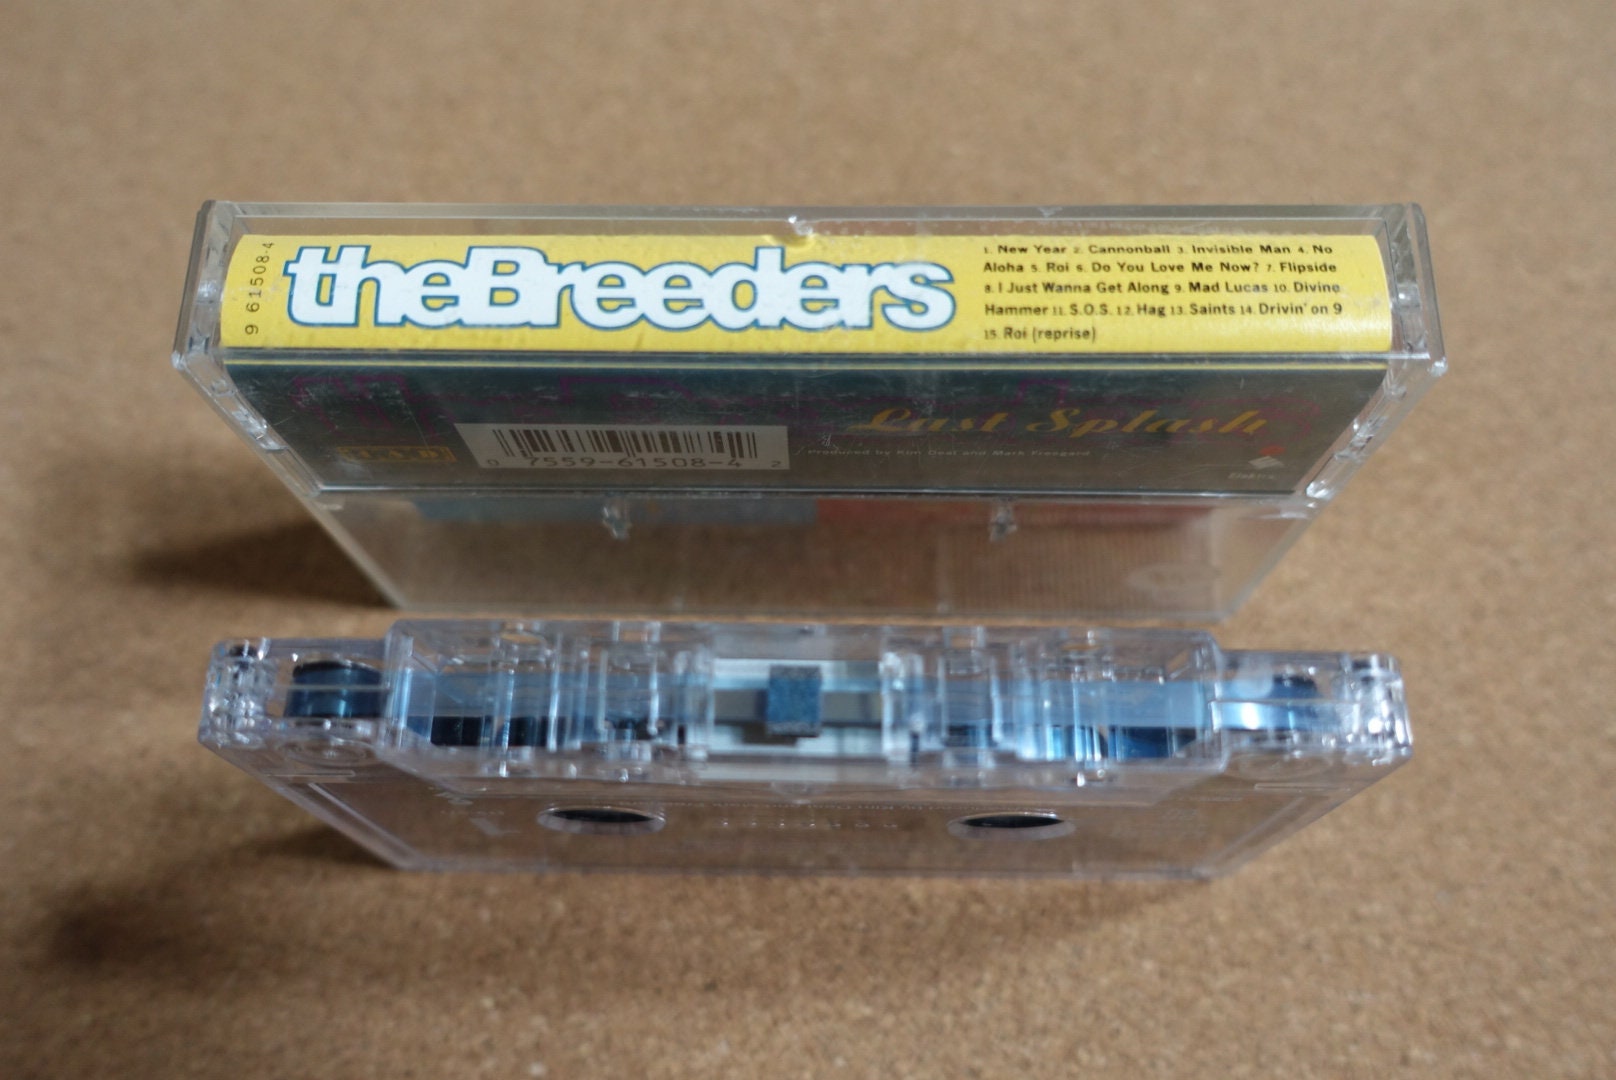 9 61508-4
theBreeders
1. New Year 2. Cannonball 3. Invisible Man 4. No
Aloha 5. Roi 6. Do You Love Me Now? 7. Flipside
8. I Just Wanna Get Along 9. Mad Lucas 10. Divine
Hammer 11. S.O.S. 12. Hag 13. Saints 14. Drivin' on 9
15. Roi (reprise)
Last Splash
0 7559-61508-4 2
Produced by Kim Deal and Mark Freegard
Elektra